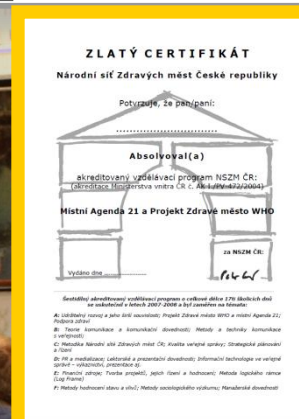 ZLATÝ CERTIFIKÁT
Národní síť Zdravých měst České republiky
Potvrzuje, že pan/paní:
................................
Absolvoval(a)
akreditovaný vzdělávací program NSZM ČR:
(akreditace Ministerstva vnitra ČR č. AK I./PV-472/2004)
Místní Agenda 21 a Projekt Zdravé město WHO
za NSZM ČR:
Vydáno dne ................
Šestidílný akreditovaný vzdělávací program o celkové délce 176 školících dnů
se uskutečnil v letech 2007-2008 a byl zaměřen na témata:
A: Udržitelný rozvoj a jeho širší souvislosti; Projekt Zdravé město WHO a místní Agenda 21;
Podpora zdraví
B: Teorie komunikace a komunikační dovednosti; Metody a techniky komunikace
s veřejností;
C: Metodika Národní sítě Zdravých měst ČR; Kvalita veřejné správy; Strategické plánování
a řízení
D: PR a medializace; Lektorské a prezentační dovednosti; Informační technologie ve veřejné
správě - výkaznictví, prezentace aj.
E: Finanční zdroje; Tvorba projektů, jejich řízení a hodnocení; Metoda logického rámce
(Log Frame)
F: Metody hodnocení stavu a vlivů; Metody sociologického výzkumu; Manažerské dovednosti